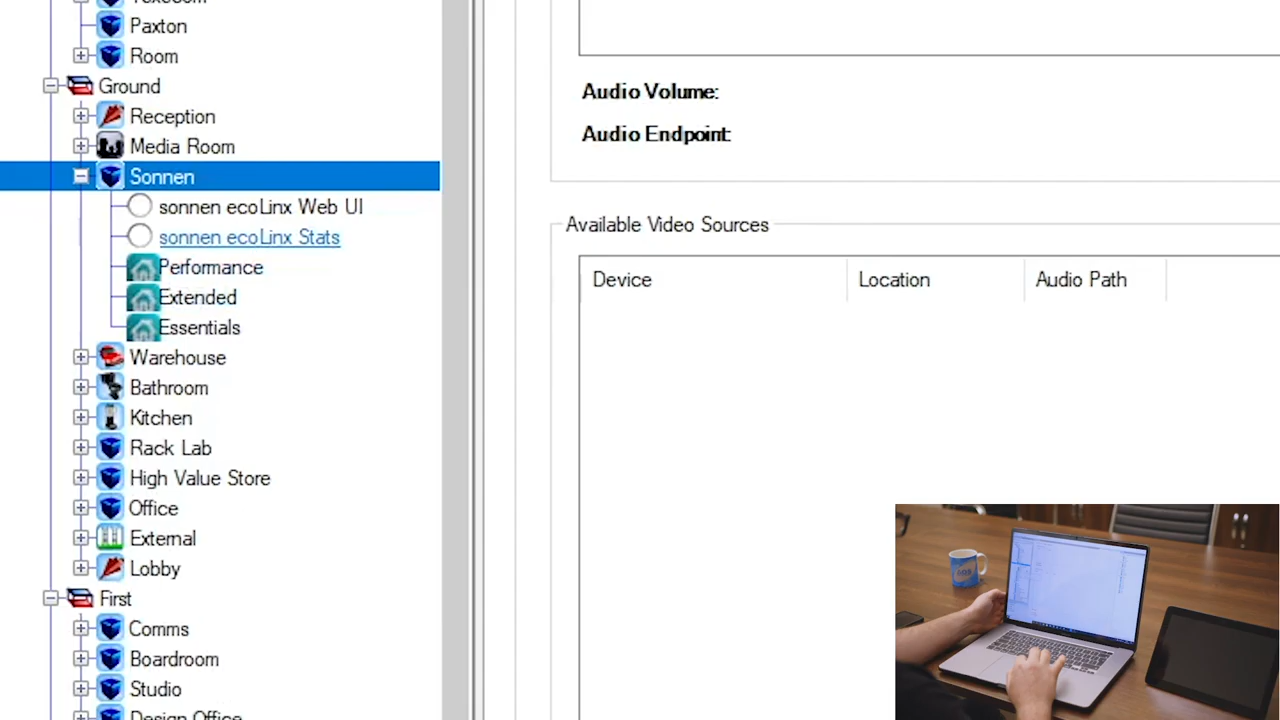 Paxton
Room
Ground
Reception
Media Room
Sonnen
sonnen ecoLinx Web UI
sonnen ecoLinx Stats
Performance
Extended
Essentials
Warehouse
Bathroom
Kitchen
Rack Lab
High Value Store
Office
External
Lobby
First
Comms
Boardroom
Studio
Design Office
Audio Volume:
Audio Endpoint:
Available Video Sources
Device Location Audio Path